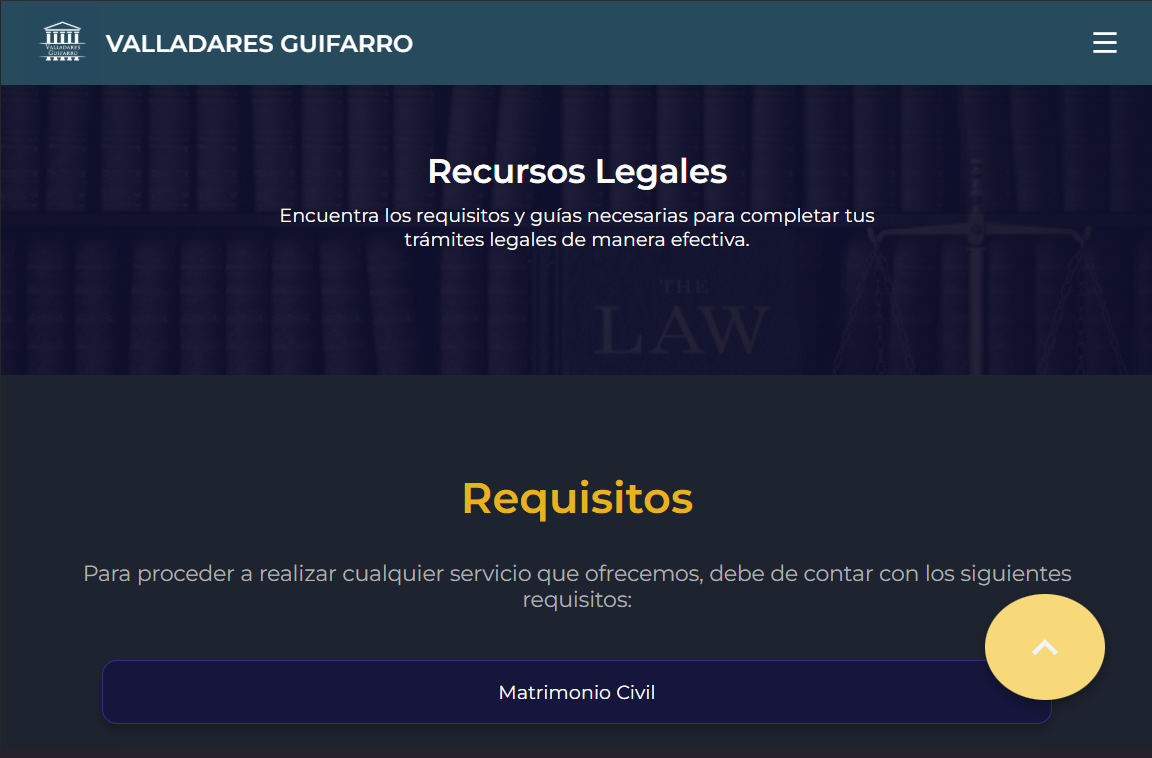 VALLADARES
GUIFARRO
VALLADARES GUIFARRO
Recursos Legales
Encuentra los requisitos y guías necesarias para completar tus
trámites legales de manera efectiva.
THE
LAW
Requisitos
Para proceder a realizar cualquier servicio que ofrecemos, debe de contar con los siguientes
requisitos:
Matrimonio Civil